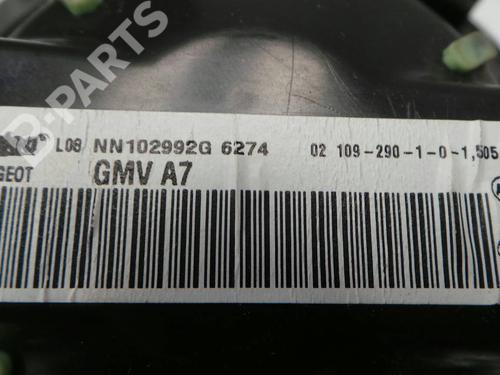 B-PARTS
L08 NN102992G 6274 02 109-290-1-0-1,505
GEOT GMV A7